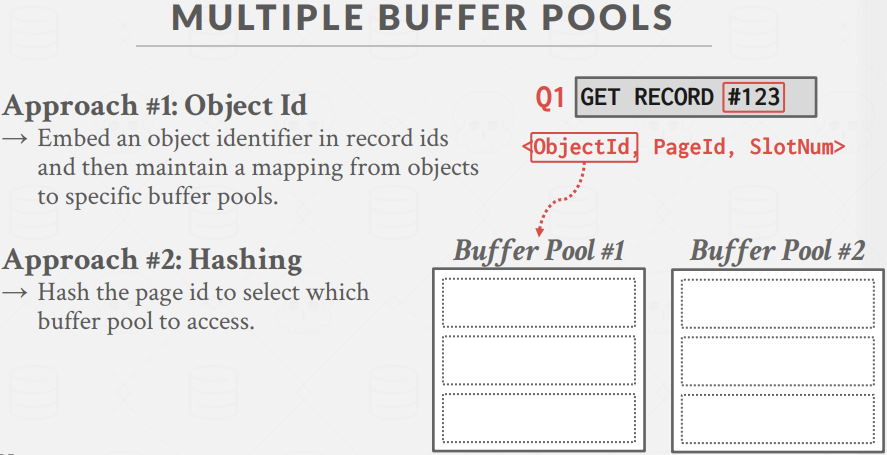 MULTIPLE BUFFER POOLS
Approach #1: Object Id
→ Embed an object identifier in record ids
and then maintain a mapping from objects
to specific buffer pools.
Approach #2: Hashing
→ Hash the page id to select which
buffer pool to access.
Q1 GET RECORD #123
<ObjectId, PageId, SlotNum>
Buffer Pool #1
Buffer Pool #2